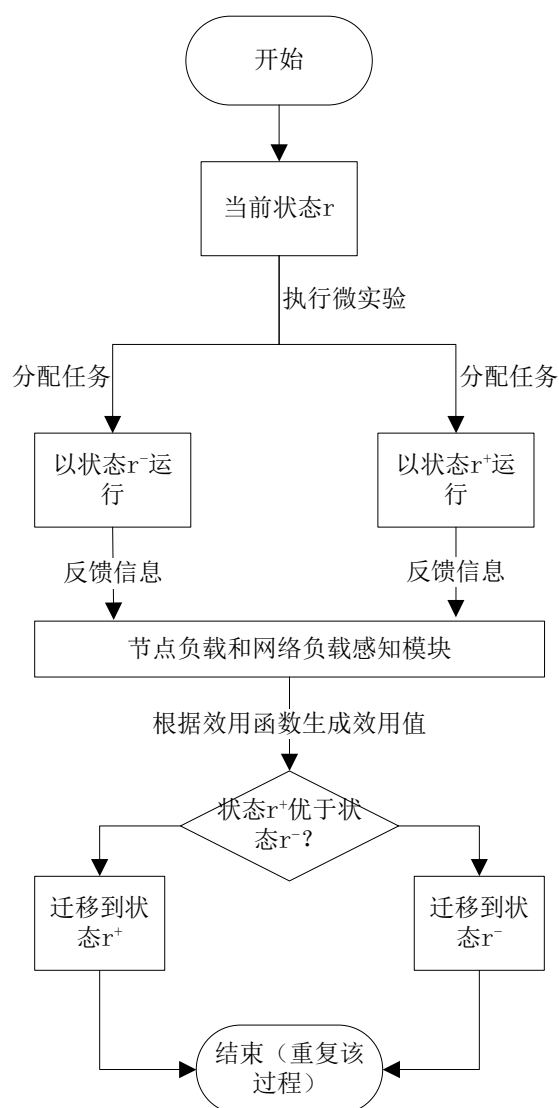 开始
当前状态r
执行微实验
分配任务
分配任务
以状态r⁻运
行
以状态r⁺运
行
反馈信息
反馈信息
节点负载和网络负载感知模块
根据效用函数生成效用值
状态r⁺优于状
态r⁻?
迁移到状
态r⁺
迁移到状
态r⁻
结束（重复该
过程）